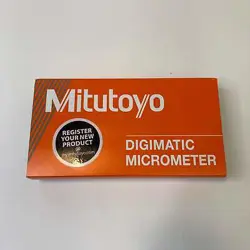 Mitutoyo
REGISTER
YOUR NEW
PRODUCT
DIGIMATIC
MICROMETER